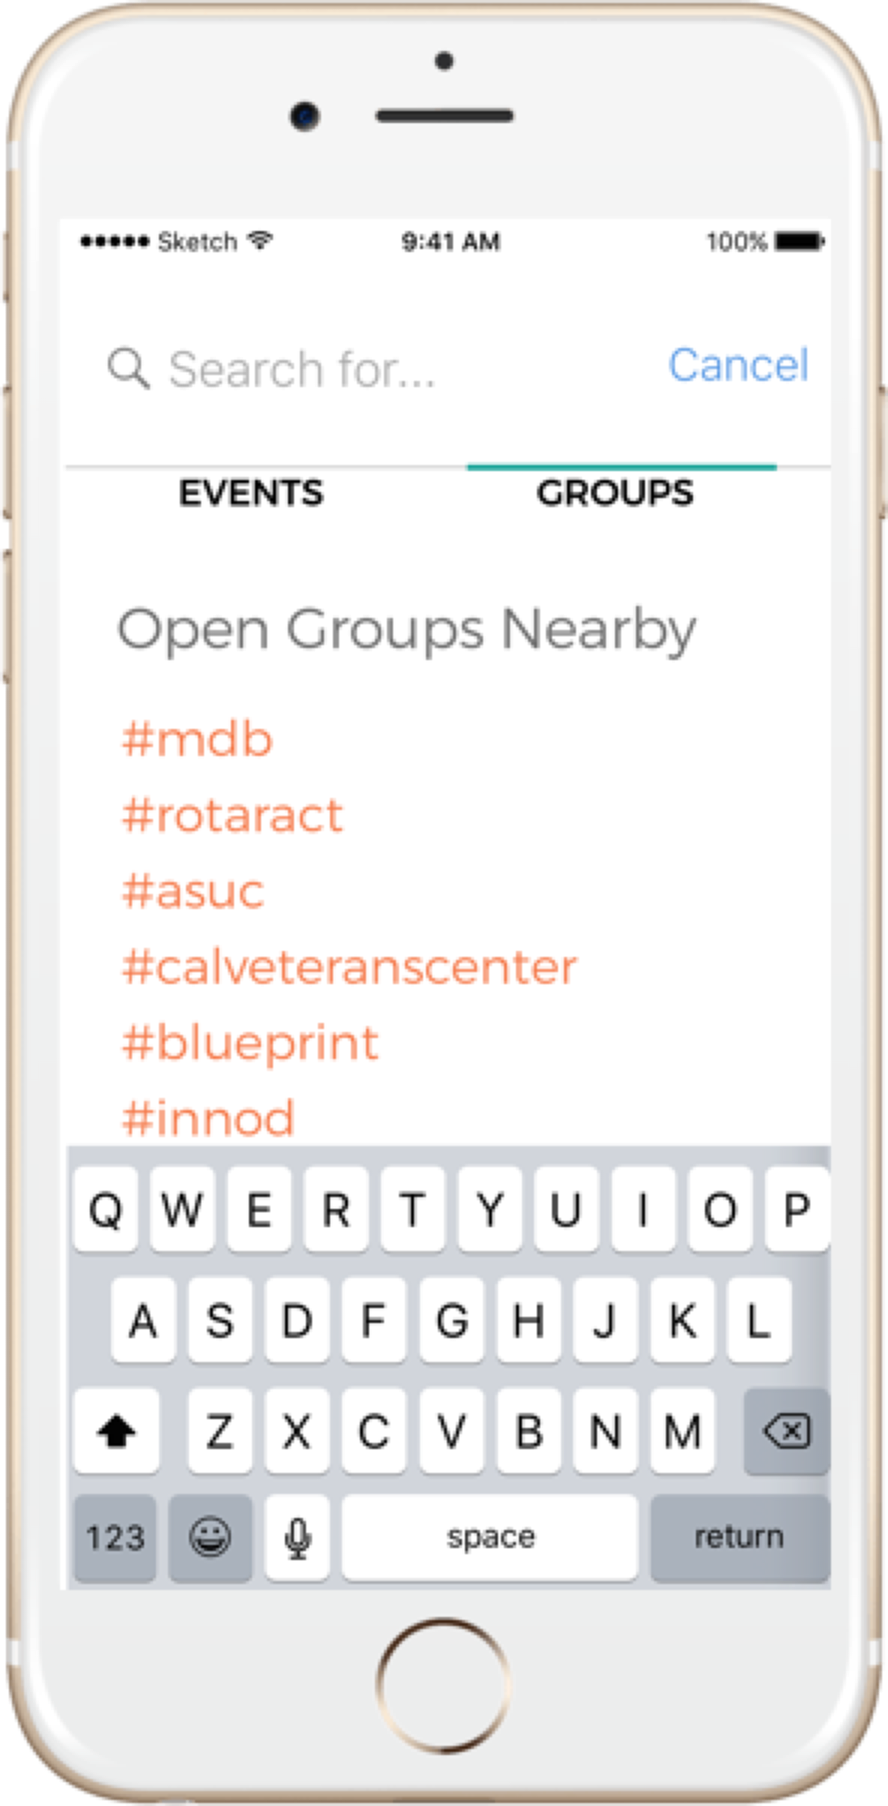 Sketch 9:41 AM 100%
Search for... Cancel
EVENTS GROUPS
Open Groups Nearby
#mdb
#rotaract
#asuc
#calveteranscenter
#blueprint
#innod
Q W E R T Y U I O P
A S D F G H J K L
Z X C V B N M
123 space return